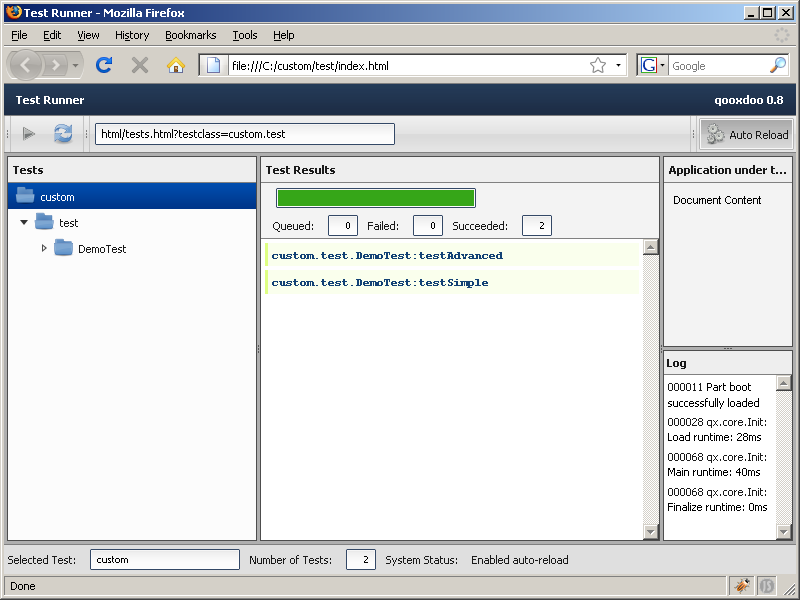 Test Runner - Mozilla Firefox
File Edit View History Bookmarks Tools Help
file:///C:/custom/test/index.html
G Google
Test Runner
qooxdoo 0.8
html/tests.html?testclass=custom.test
Auto Reload
Tests
custom
test
DemoTest
Test Results
Queued: 0 Failed: 0 Succeeded: 2
custom.test.DemoTest:testAdvanced
custom.test.DemoTest:testSimple
Application under t...
Document Content
Log
000011 Part boot
successfully loaded
000028 qx.core.Init:
Load runtime: 28ms
000068 qx.core.Init:
Main runtime: 40ms
000068 qx.core.Init:
Finalize runtime: 0ms
Selected Test: custom Number of Tests: 2 System Status: Enabled auto-reload
Done